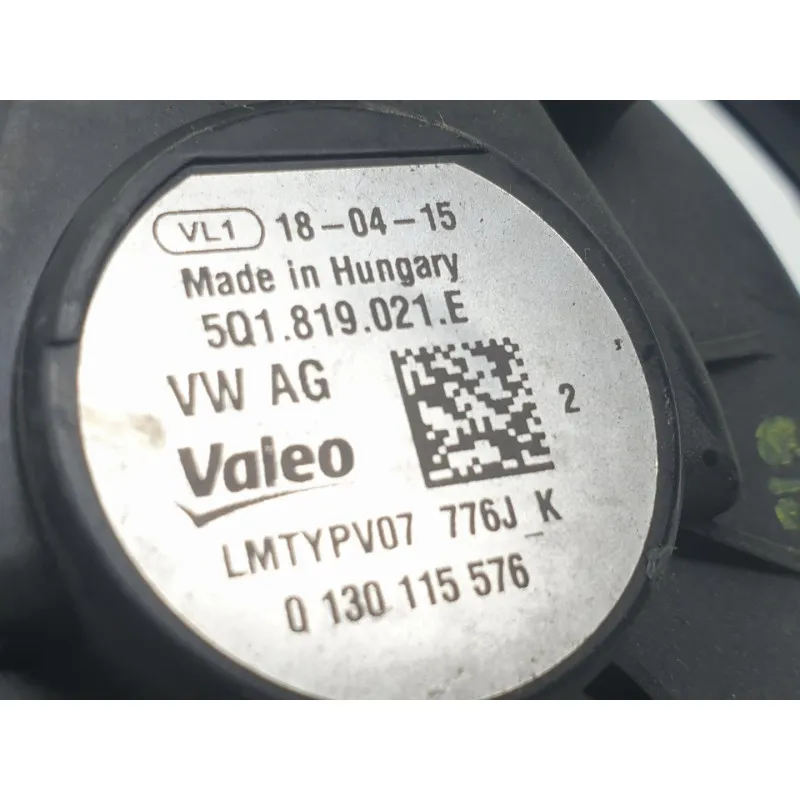 VL1 18-04-15
Made in Hungary
5Q1.819.021.E
VW AG
2
Valeo
LMTYPV07 776J_K
0 130 115 576